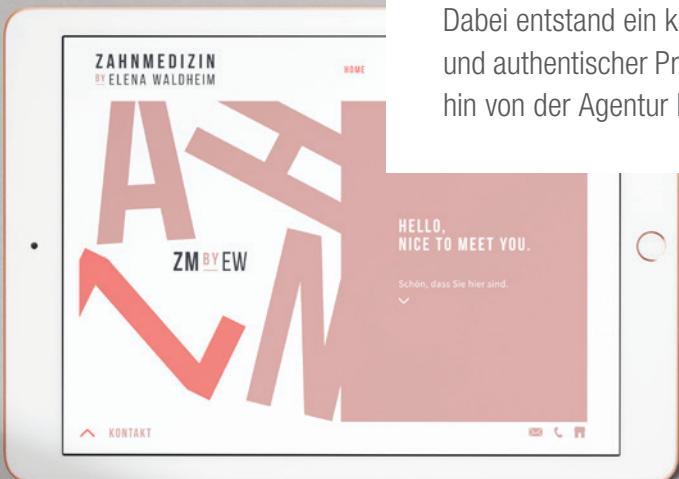 Dabei entstand ein k
und authentischer Pr
hin von der Agentur
ZAHNMEDIZIN
BY ELENA WALDHEIM
HOME
A
H
Z
N
ZM BY EW
HELLO,
NICE TO MEET YOU.
Schön, dass Sie hier sind.
KONTAKT